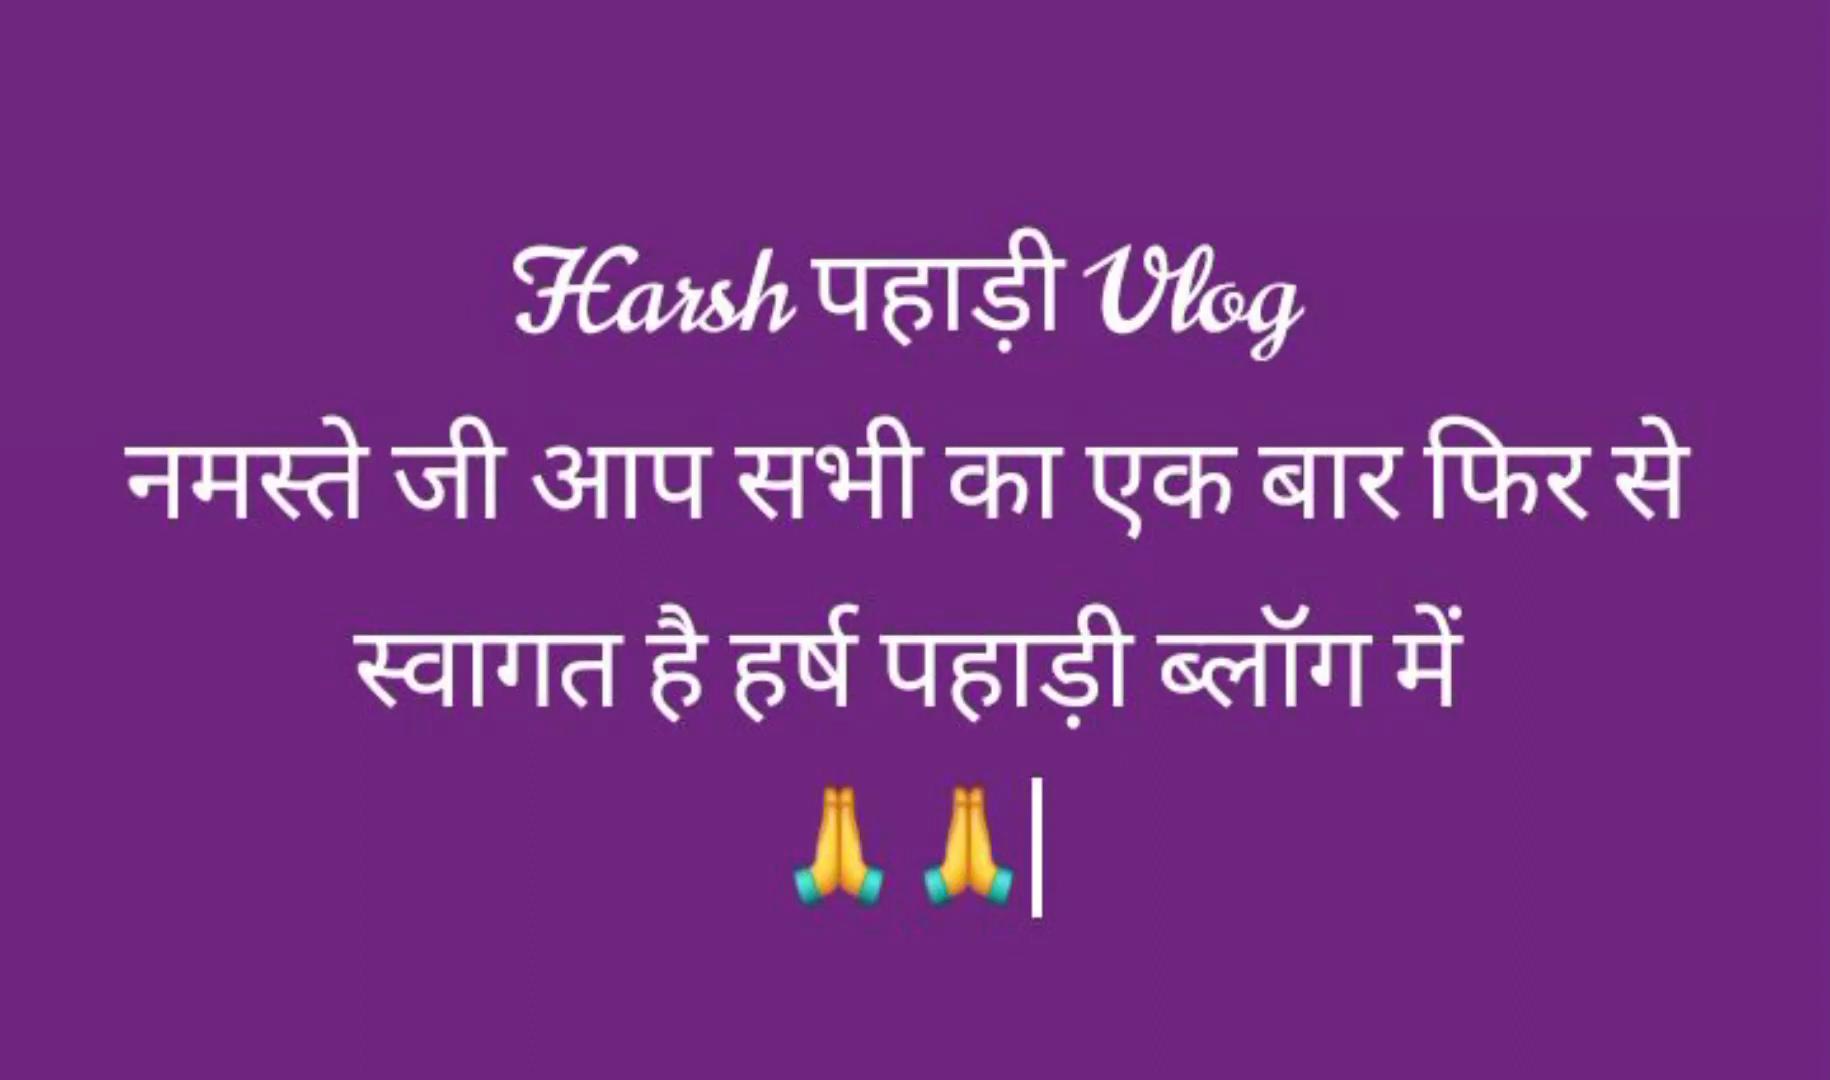 Harsh पहाड़ी Vlog
नमस्ते जी आप सभी का एक बार फिर से
स्वागत है हर्ष पहाड़ी ब्लॉग में
🙏 🙏